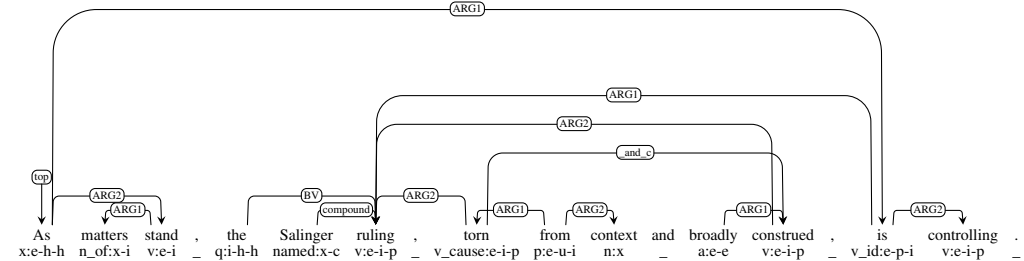 ARG1
ARG1
ARG2
_and_c
top
ARG2 BV ARG2
ARG1 compound ARG1 ARG2 ARG1 ARG2
As matters stand , the Salinger ruling , torn from context and broadly construed , is controlling .
x:e-h-h n_of:x-i v:e-i _ q:i-h-h named:x-c v:e-i-p _ v_cause:e-i-p p:e-u-i n:x _ a:e-e v:e-i-p _ v_id:e-p-i v:e-i-p _